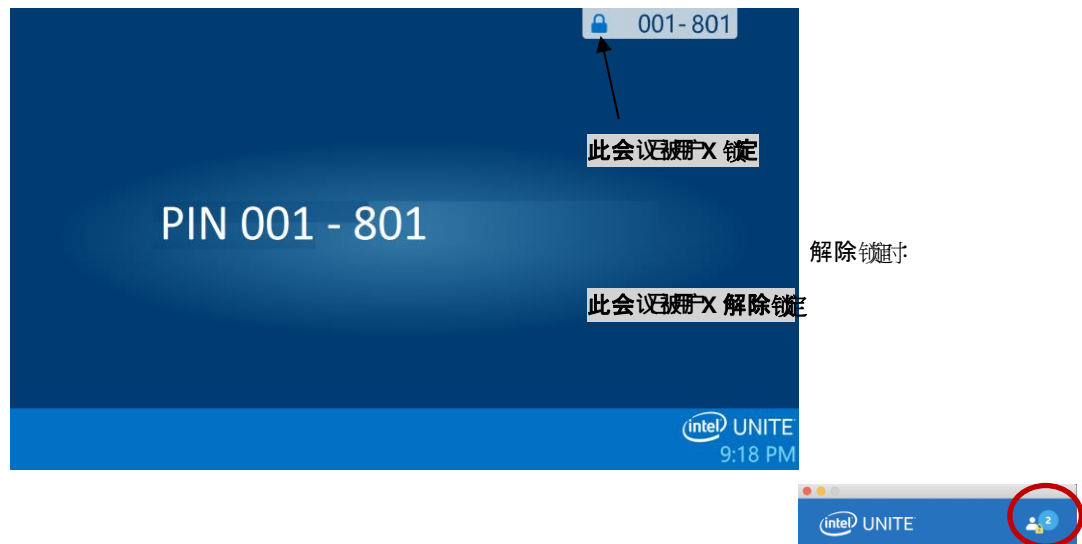 001-801
此会议已被用户 X 锁定
PIN 001 - 801
解除锁定时:
此会议已被用户 X 解除锁定
intel UNITE
9:18 PM
intel UNITE
2